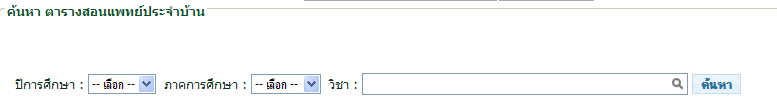 ค้นหา ตารางสอนแพทย์ประจำบ้าน
ปีการศึกษา : -- เลือก -- ภาคการศึกษา : -- เลือก -- วิชา : ค้นหา